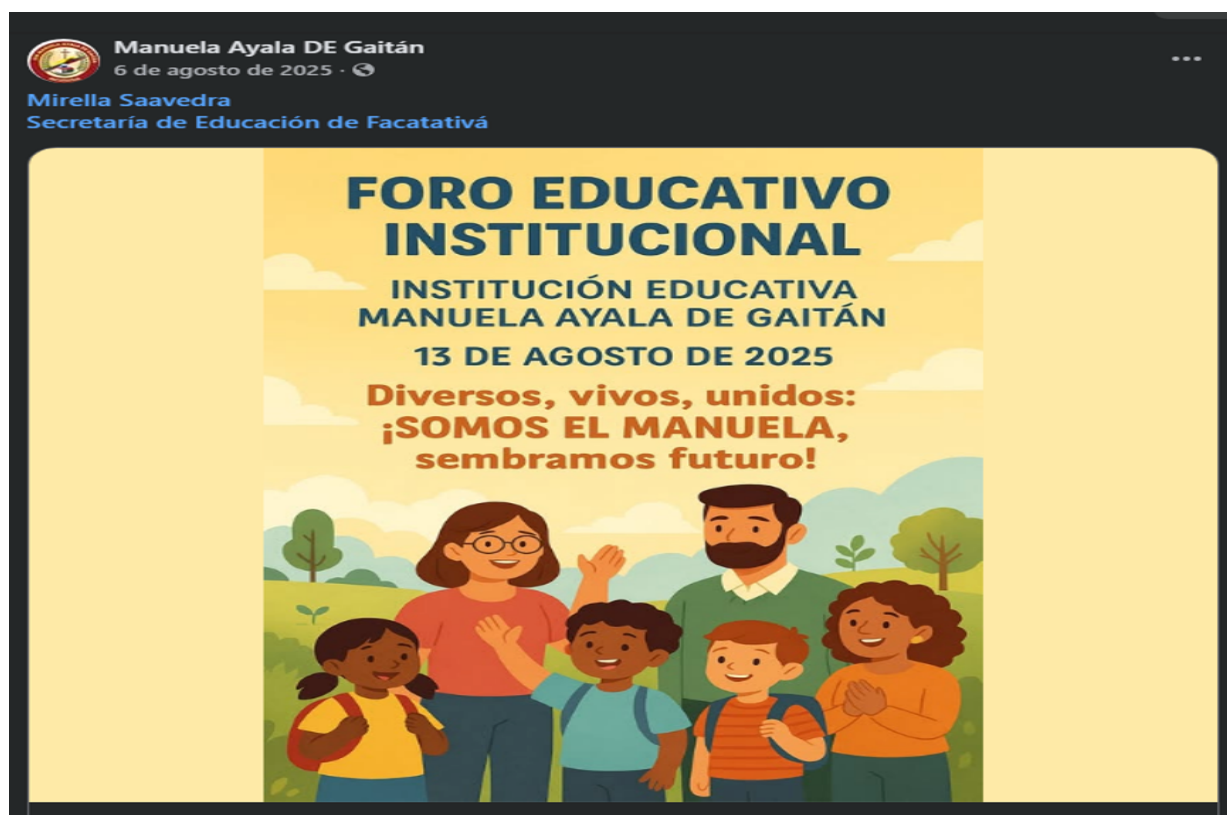 Manuela Ayala DE Gaitán
6 de agosto de 2025 ·
Mirella Saavedra
Secretaría de Educación de Facatativá
FORO EDUCATIVO
INSTITUCIONAL
INSTITUCIÓN EDUCATIVA
MANUELA AYALA DE GAITÁN
13 DE AGOSTO DE 2025
Diversos, vivos, unidos:
¡SOMOS EL MANUELA,
sembramos futuro!